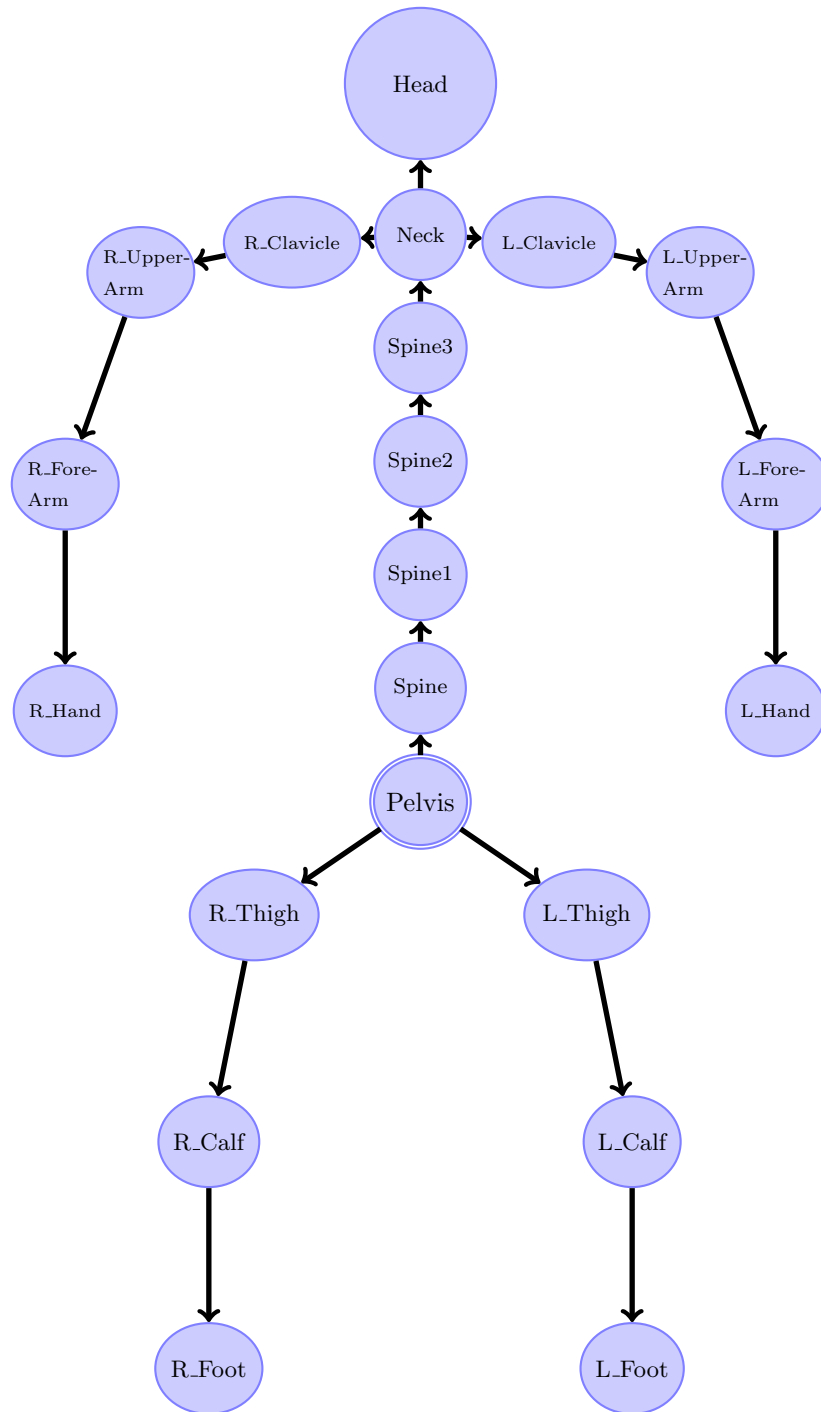 Head
R_Clavicle
Neck
L_Clavicle
R_Upper-
Arm
L_Upper-
Arm
Spine3
Spine2
R_Fore-
Arm
L_Fore-
Arm
Spine1
Spine
R_Hand
L_Hand
Pelvis
R_Thigh
L_Thigh
R_Calf
L_Calf
R_Foot
L_Foot